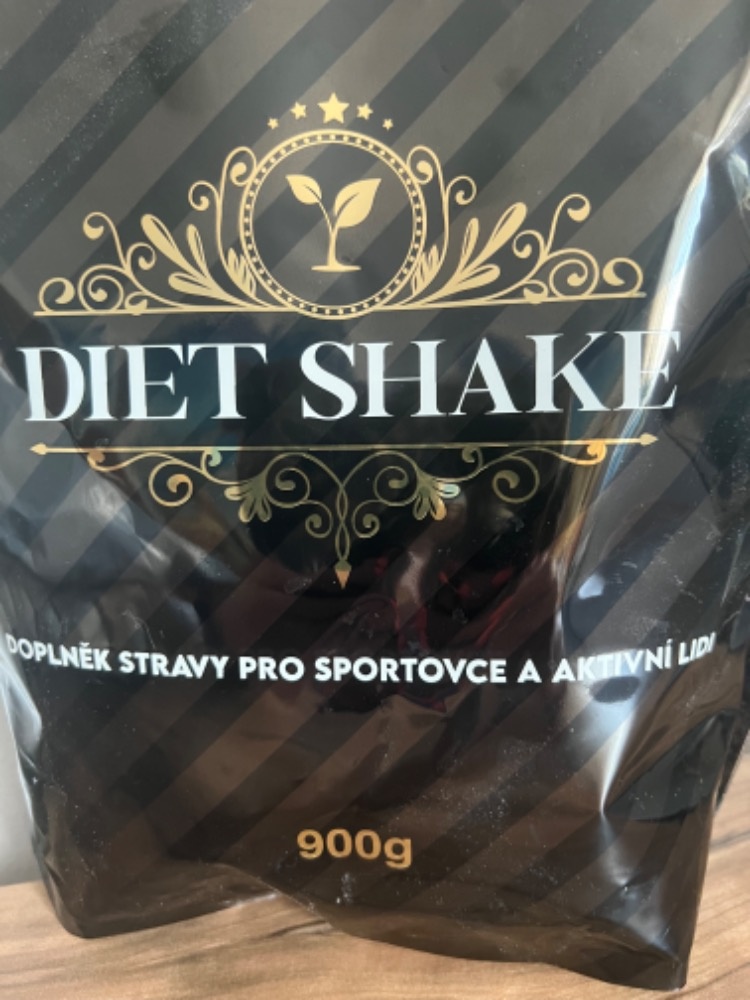 DIET SHAKE
DOPLNĚK STRAVY PRO SPORTOVCE A AKTIVNÍ LIDI
900g